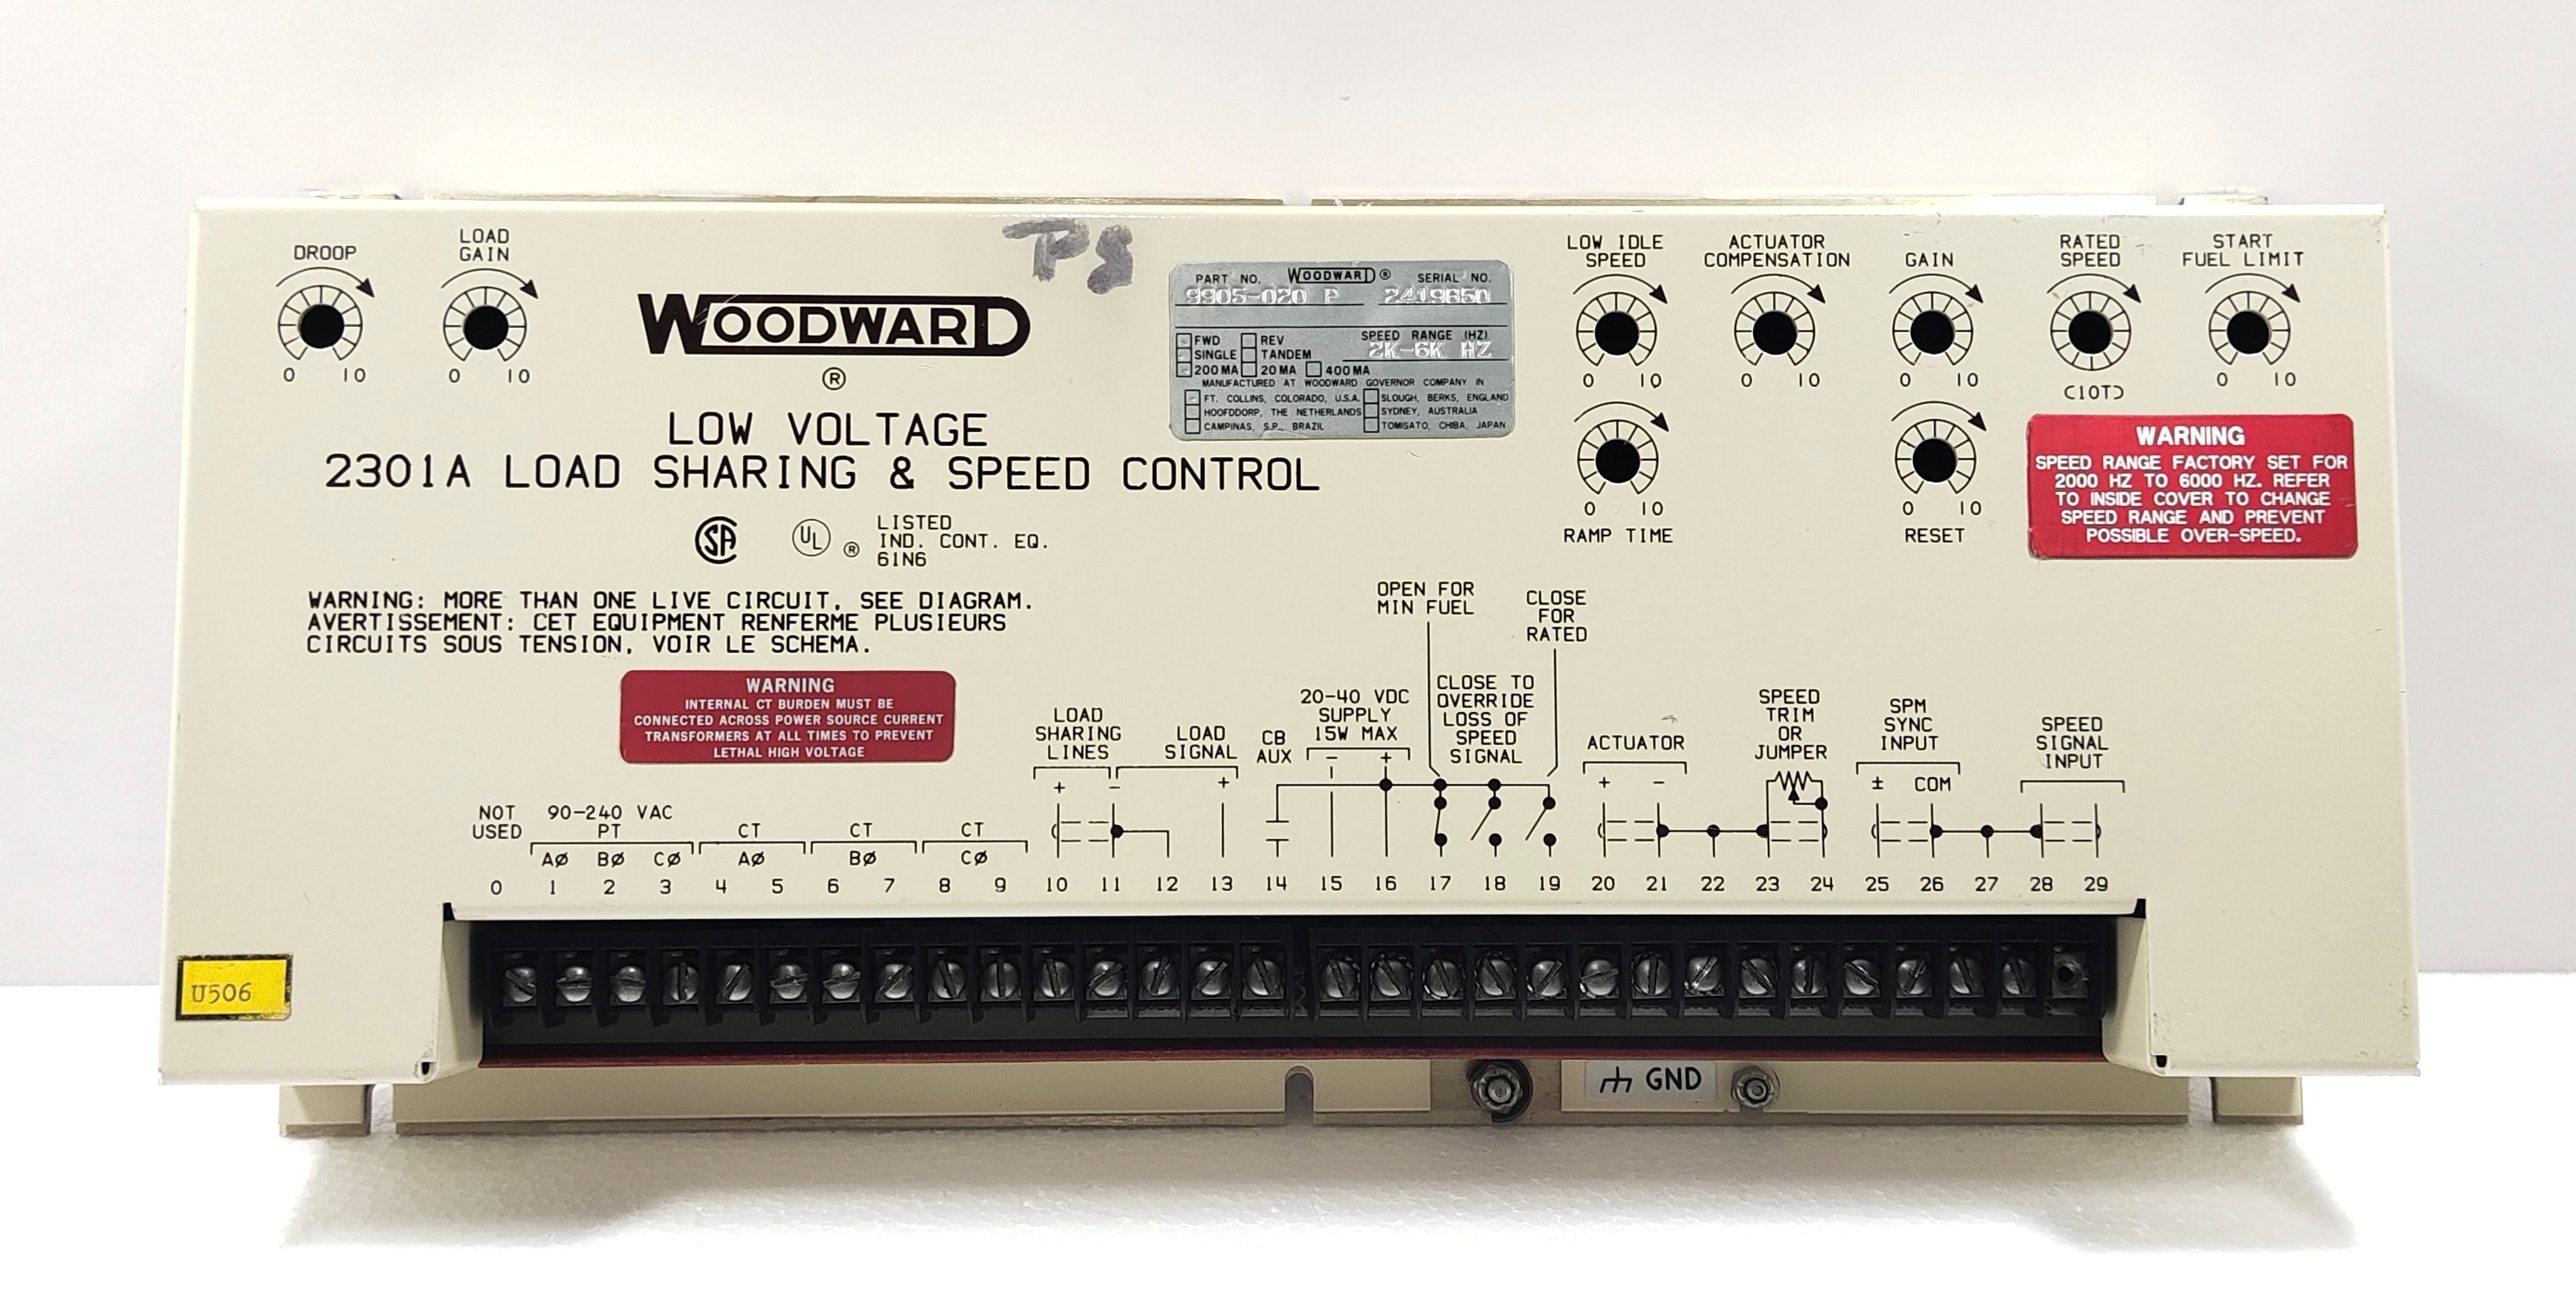 DROOP
0 10
LOAD
GAIN
0 10
WOODWARD
®
TPS
PART NO. WOODWARD® SERIAL NO.
9905-020 P 2419650
FWD REV SPEED RANGE (HZ)
SINGLE TANDEM 2K-6K HZ
200 MA 20 MA 400 MA
MANUFACTURED AT WOODWARD GOVERNOR COMPANY IN
FT. COLLINS, COLORADO, U.S.A. SLOUGH, BERKS, ENGLAND
HOOFDDORP, THE NETHERLANDS SYDNEY, AUSTRALIA
CAMPINAS, S.P., BRAZIL TOMISATO, CHIBA, JAPAN
LOW IDLE
SPEED
0 10
ACTUATOR
COMPENSATION
0 10
GAIN
0 10
RATED
SPEED
(10T)
START
FUEL LIMIT
0 10
0 10
RAMP TIME
0 10
RESET
LOW VOLTAGE
2301A LOAD SHARING & SPEED CONTROL
SA UL ® LISTED
IND. CONT. EQ.
61N6
WARNING
SPEED RANGE FACTORY SET FOR
2000 HZ TO 6000 HZ. REFER
TO INSIDE COVER TO CHANGE
SPEED RANGE AND PREVENT
POSSIBLE OVER-SPEED.
WARNING: MORE THAN ONE LIVE CIRCUIT, SEE DIAGRAM.
AVERTISSEMENT: CET EQUIPMENT RENFERME PLUSIEURS
CIRCUITS SOUS TENSION, VOIR LE SCHEMA.
WARNING
INTERNAL CT BURDEN MUST BE
CONNECTED ACROSS POWER SOURCE CURRENT
TRANSFORMERS AT ALL TIMES TO PREVENT
LETHAL HIGH VOLTAGE
NOT
USED
90-240 VAC
PT
AØ BØ CØ
CT
AØ
CT
BØ
CT
CØ
LOAD
SHARING
LINES
+ -
LOAD
SIGNAL
+
CB
AUX
20-40 VDC
SUPPLY
15W MAX
- +
OPEN FOR
MIN FUEL
CLOSE TO
OVERRIDE
LOSS OF
SPEED
SIGNAL
CLOSE
FOR
RATED
ACTUATOR
+ -
SPEED
TRIM
OR
JUMPER
SPM
SYNC
INPUT
± COM
SPEED
SIGNAL
INPUT
0 1 2 3 4 5 6 7 8 9 10 11 12 13 14 15 16 17 18 19 20 21 22 23 24 25 26 27 28 29
U506
GND